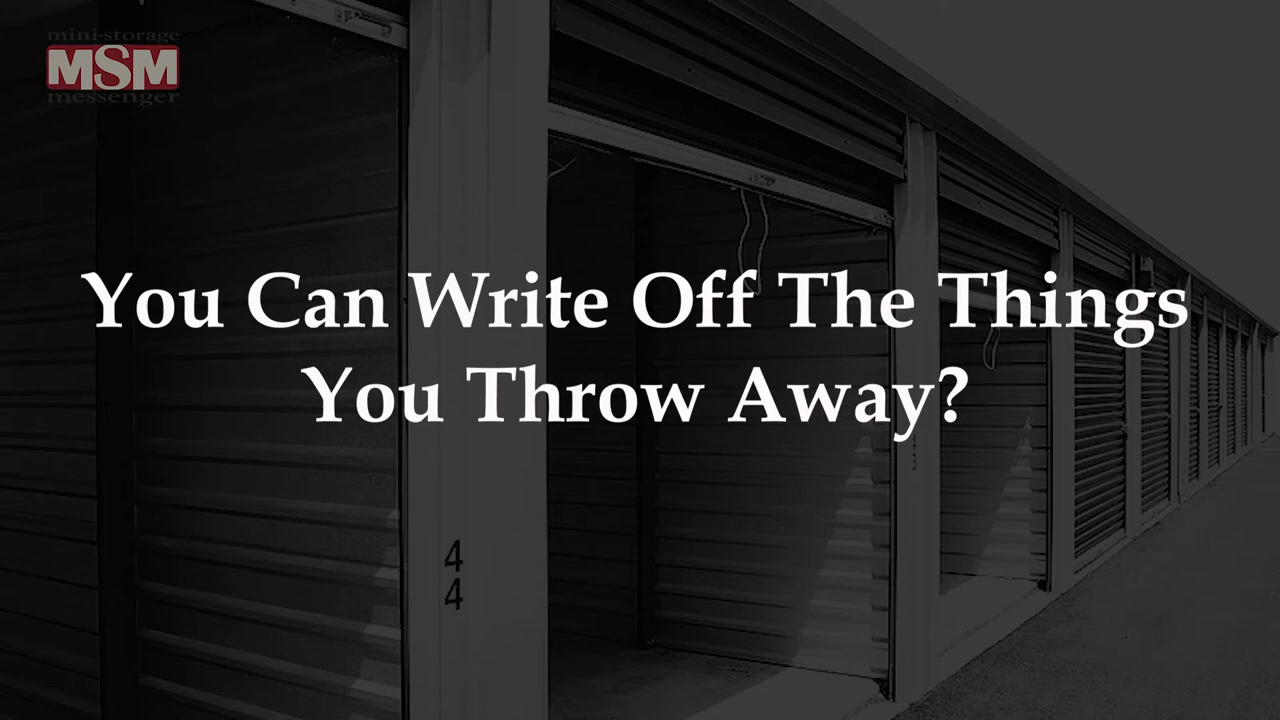 mini-storage
MSM
messenger
You Can Write Off The Things
You Throw Away?
4
4